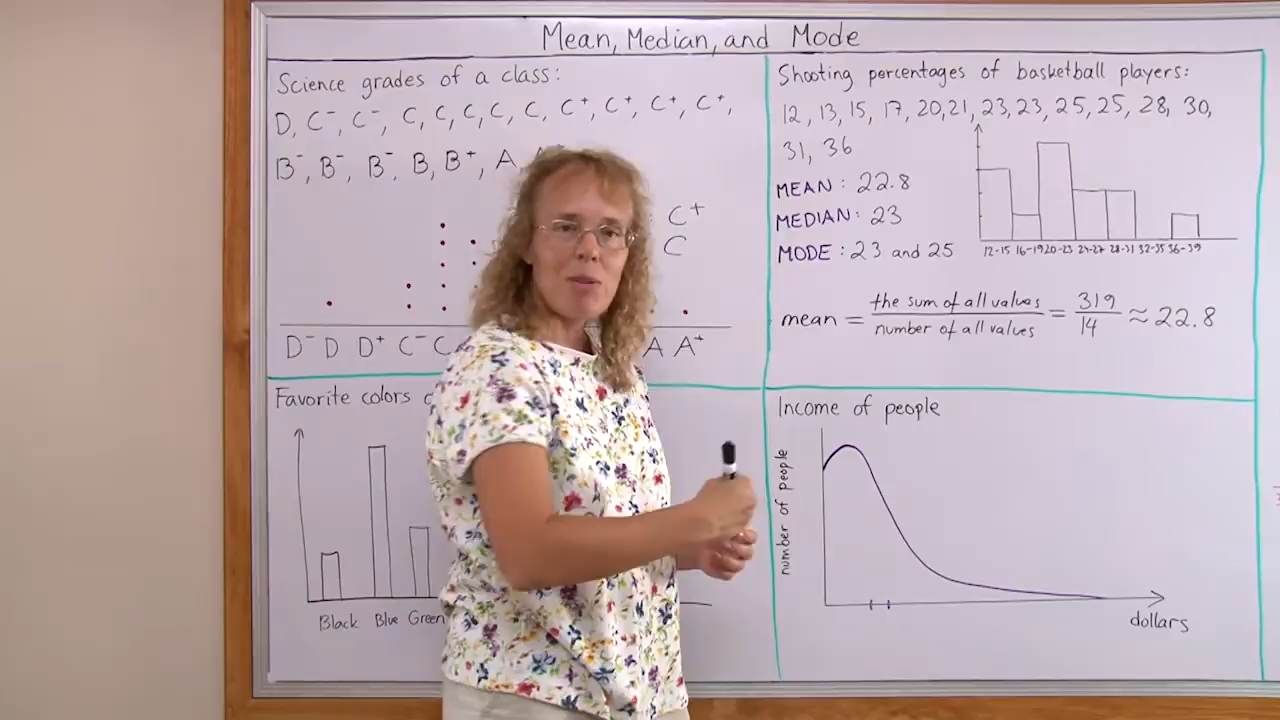 Mean, Median, and Mode
Science grades of a class:
D, C⁻, C⁻, C, C, C, C, C, C⁺, C⁺, C⁺, C⁺,
B⁻, B⁻, B⁻, B, B⁺, A,
C⁺
C
D⁻ D D⁺ C⁻ C
A A⁺
Shooting percentages of basketball players:
12, 13, 15, 17, 20, 21, 23, 23, 25, 25, 28, 30,
31, 36
MEAN: 22.8
MEDIAN: 23
MODE: 23 and 25
12-15 16-19 20-23 24-27 28-31 32-35 36-39
mean = the sum of all values / number of all values = 319 / 14 ≈ 22.8
Favorite colors
Black Blue Green
Income of people
number of people
dollars